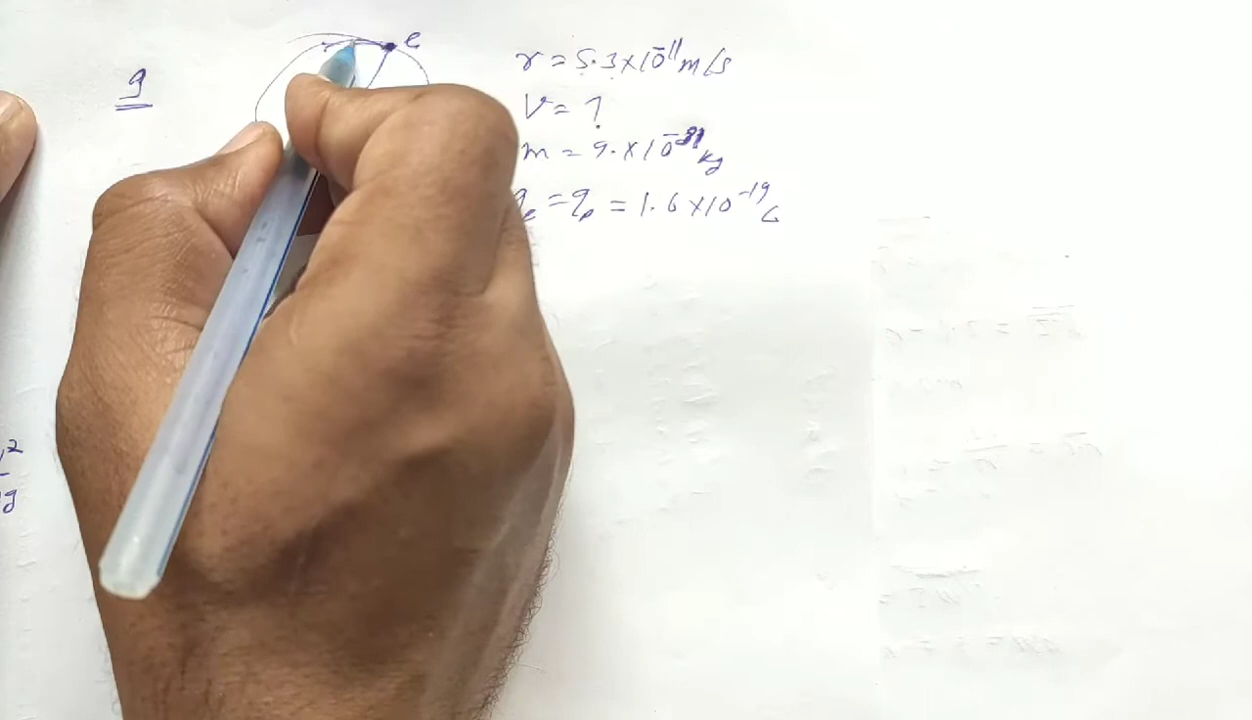 9
e
r = 5.3×10⁻¹¹ m/s
V = ?
m = 9.×10⁻³¹ kg
qₑ = qₚ = 1.6×10⁻¹⁹ C